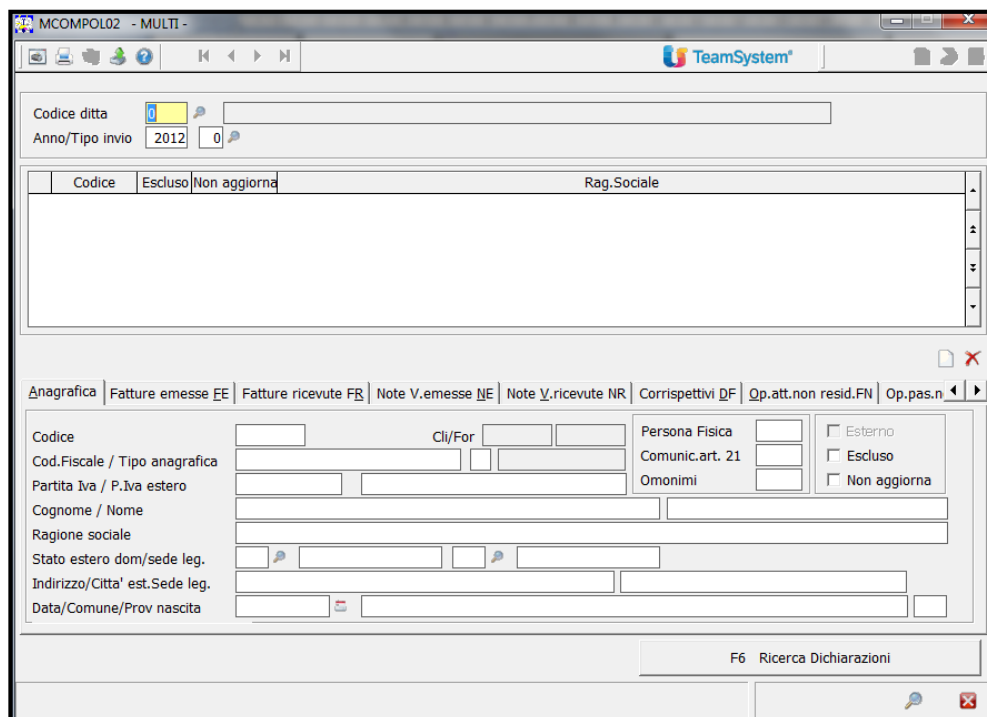 MCOMPOL02 - MULTI -
TeamSystem®
Codice ditta 0
Anno/Tipo invio 2012 0
Codice Escluso Non aggiorna Rag.Sociale
Anagrafica Fatture emesse FE Fatture ricevute FR Note V.emesse NE Note V.ricevute NR Corrispettivi DF Op.att.non resid.FN Op.pas.n
Codice Cli/For Persona Fisica Esterno
Cod.Fiscale / Tipo anagrafica Comunic.art. 21 Escluso
Partita Iva / P.Iva estero Omonimi Non aggiorna
Cognome / Nome
Ragione sociale
Stato estero dom/sede leg.
Indirizzo/Citta' est.Sede leg.
Data/Comune/Prov nascita
F6 Ricerca Dichiarazioni